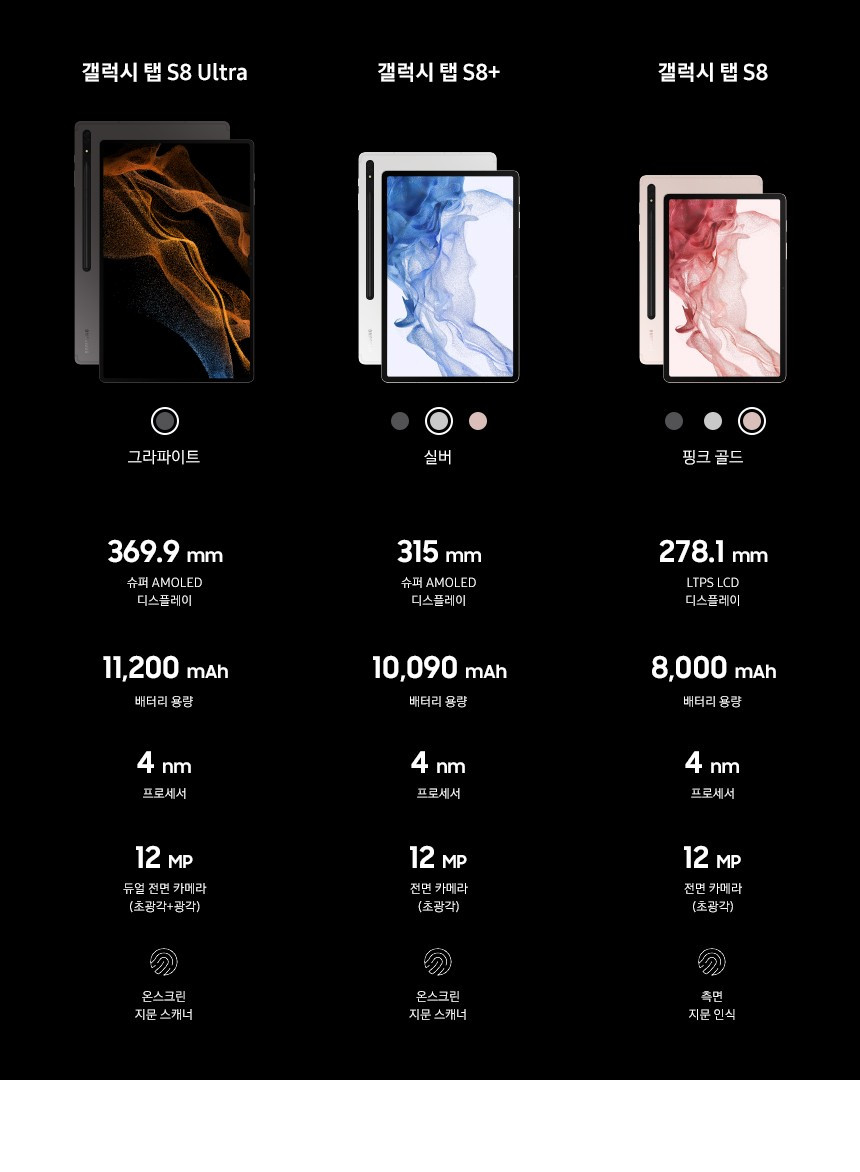 갤럭시 탭 S8 Ultra
갤럭시 탭 S8+
갤럭시 탭 S8
그라파이트
실버
핑크 골드
369.9 mm
슈퍼 AMOLED
디스플레이
315 mm
슈퍼 AMOLED
디스플레이
278.1 mm
LTPS LCD
디스플레이
11,200 mAh
배터리 용량
10,090 mAh
배터리 용량
8,000 mAh
배터리 용량
4 nm
프로세서
4 nm
프로세서
4 nm
프로세서
12 MP
듀얼 전면 카메라
(초광각+광각)
12 MP
전면 카메라
(초광각)
12 MP
전면 카메라
(초광각)
온스크린
지문 스캐너
온스크린
지문 스캐너
측면
지문 인식